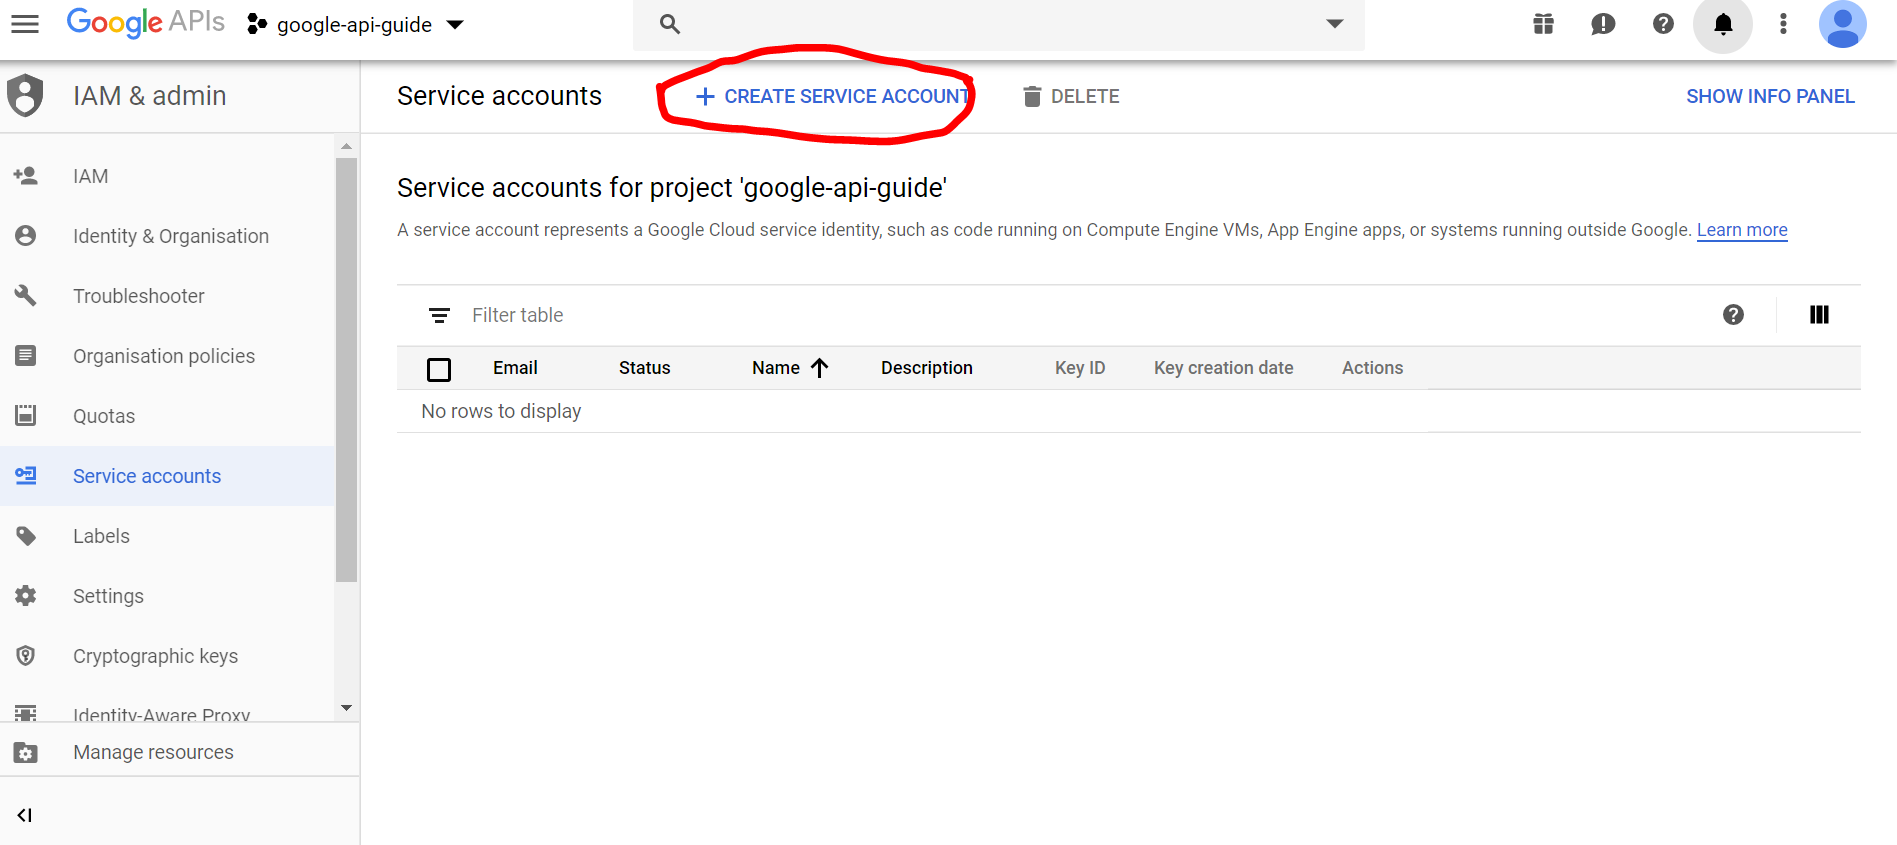 Google APIs google-api-guide
IAM & admin
Service accounts + CREATE SERVICE ACCOUNT DELETE SHOW INFO PANEL
IAM
Identity & Organisation
Troubleshooter
Organisation policies
Quotas
Service accounts
Labels
Settings
Cryptographic keys
Identity-Aware Proxy
Manage resources
Service accounts for project 'google-api-guide'
A service account represents a Google Cloud service identity, such as code running on Compute Engine VMs, App Engine apps, or systems running outside Google. Learn more
Filter table
Email Status Name Description Key ID Key creation date Actions
No rows to display